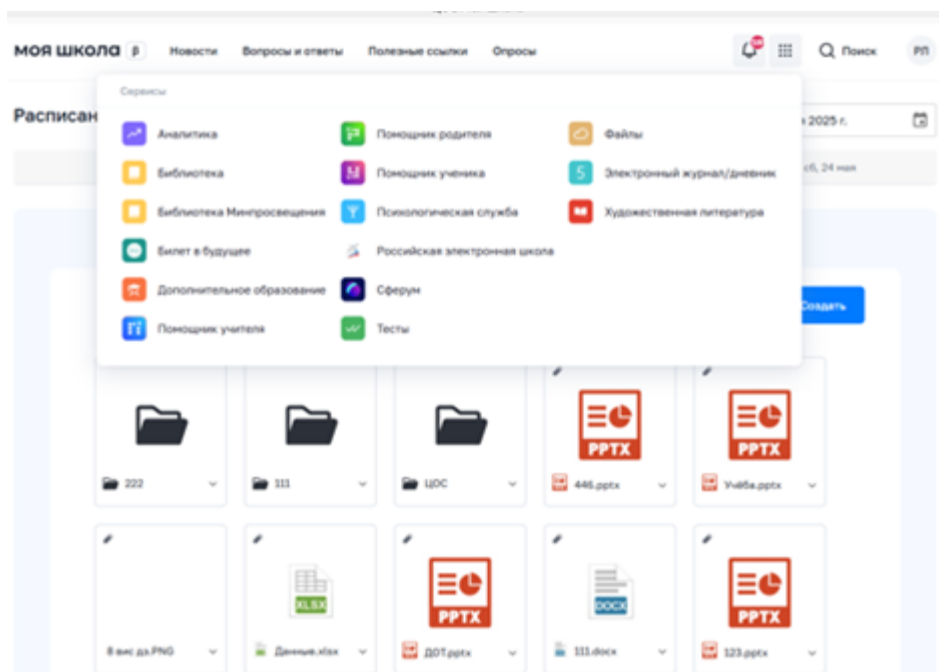 МОЯ ШКОЛА β Новости Вопросы и ответы Полезные ссылки Опросы Поиск РП
Сервисы
Расписан 2025 г.
Аналитика Помощник родителя Файлы
Библиотека Помощник ученика Электронный журнал/дневник сб, 24 мая
Библиотека Минпросвещения Психологическая служба Художественная литература
Билет в будущее Российская электронная школа
Дополнительное образование Сферум Создать
Помощник учителя Тесты
PPTX PPTX
222 111 ЦОС 446.pptx Учёба.pptx
XLSX PPTX DOCX PPTX
8 вис дз.PNG Данные.xlsx ДОТ.pptx 111.docx 123.pptx